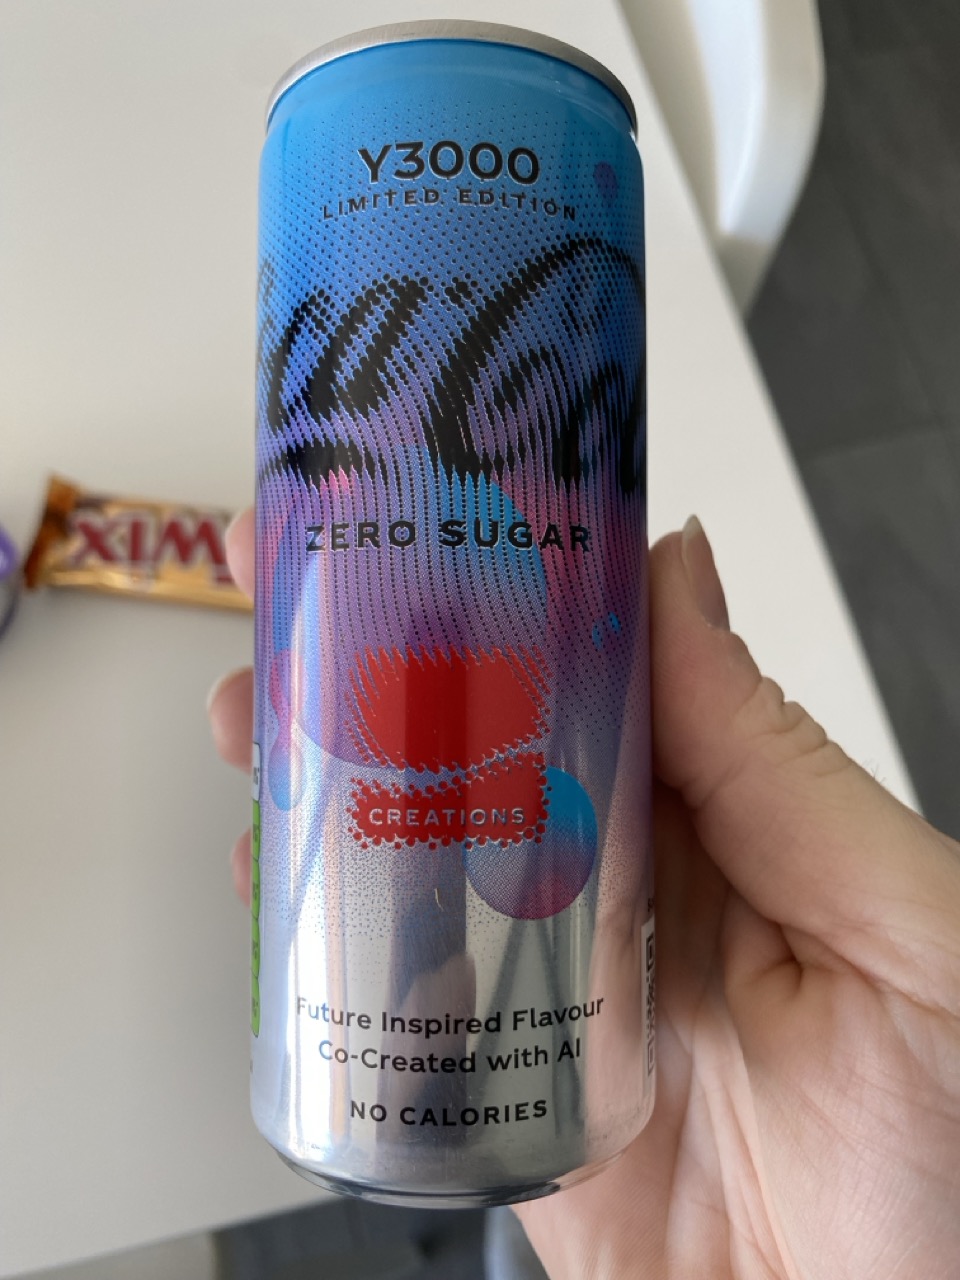 Y3000
LIMITED EDITION
ZERO SUGAR
CREATIONS
Future Inspired Flavour
Co-Created with AI
NO CALORIES